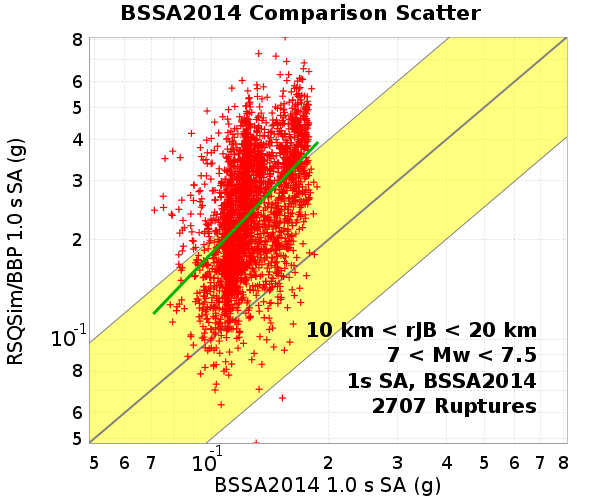 BSSA2014 Comparison Scatter
RSQSim/BBP 1.0 s SA (g)
8
6
5
4
3
2
10-1
8
6
5
10 km < rJB < 20 km
7 < Mw < 7.5
1s SA, BSSA2014
2707 Ruptures
5 6 7 10-1 2 3 4 5 6 7 8
BSSA2014 1.0 s SA (g)